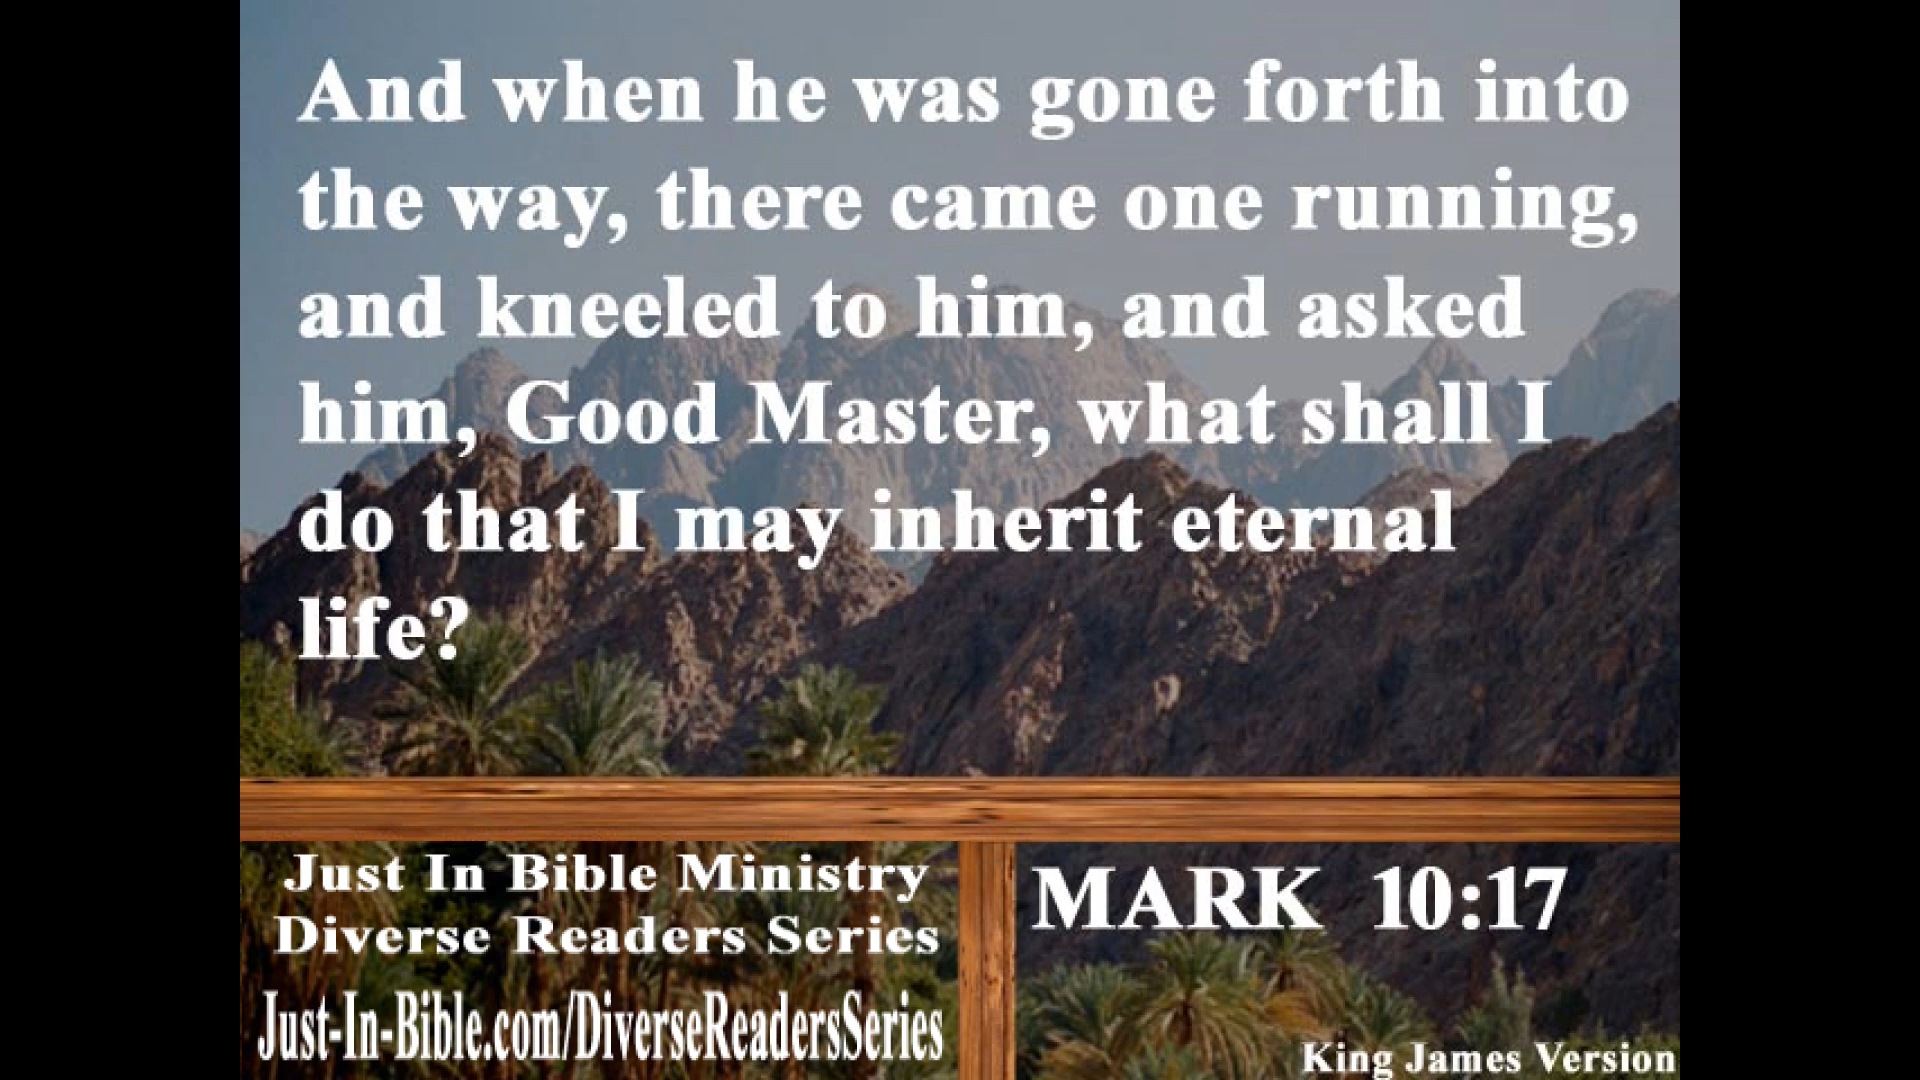 And when he was gone forth into
the way, there came one running,
and kneeled to him, and asked
him, Good Master, what shall I
do that I may inherit eternal
life?
Just In Bible Ministry
Diverse Readers Series
Just-In-Bible.com/DiverseReadersSeries
MARK 10:17
King James Version